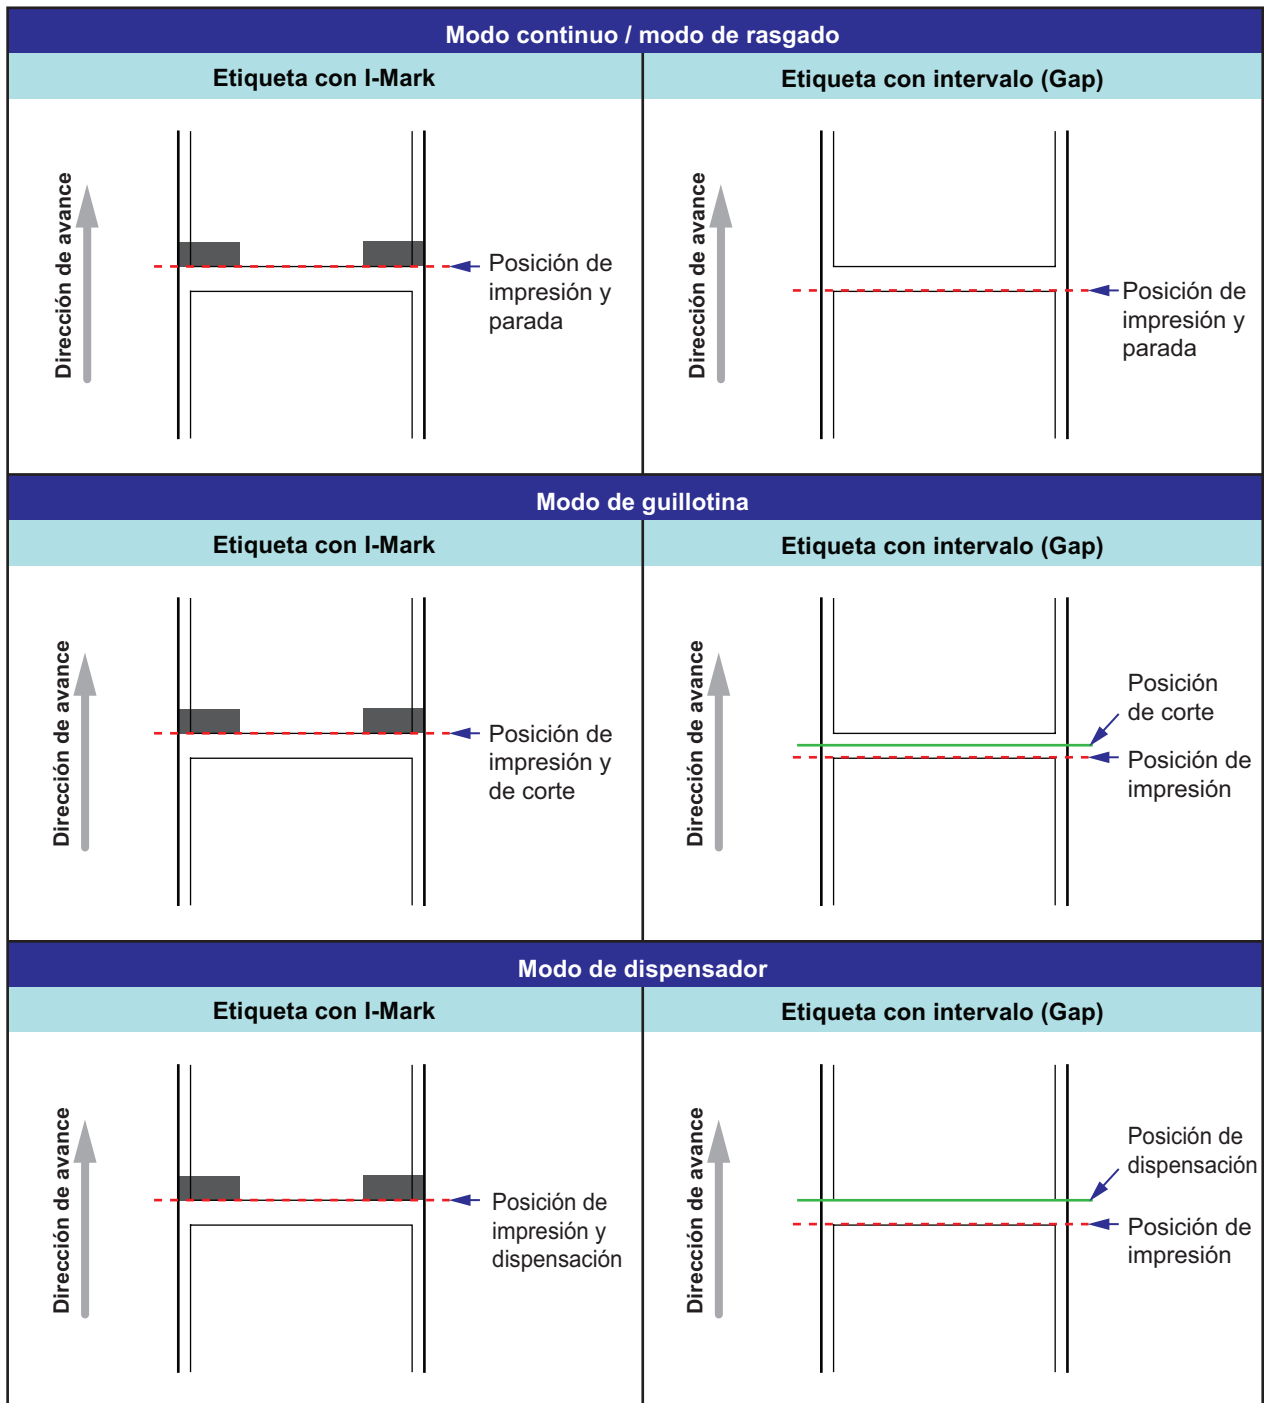 Modo continuo / modo de rasgado
Etiqueta con I-Mark
Etiqueta con intervalo (Gap)
Dirección de avance
Posición de
impresión y
parada
Dirección de avance
Posición de
impresión y
parada
Modo de guillotina
Etiqueta con I-Mark
Etiqueta con intervalo (Gap)
Dirección de avance
Posición de
impresión y
de corte
Dirección de avance
Posición
de corte
Posición de
impresión
Modo de dispensador
Etiqueta con I-Mark
Etiqueta con intervalo (Gap)
Dirección de avance
Posición de
impresión y
dispensación
Dirección de avance
Posición de
dispensación
Posición de
impresión